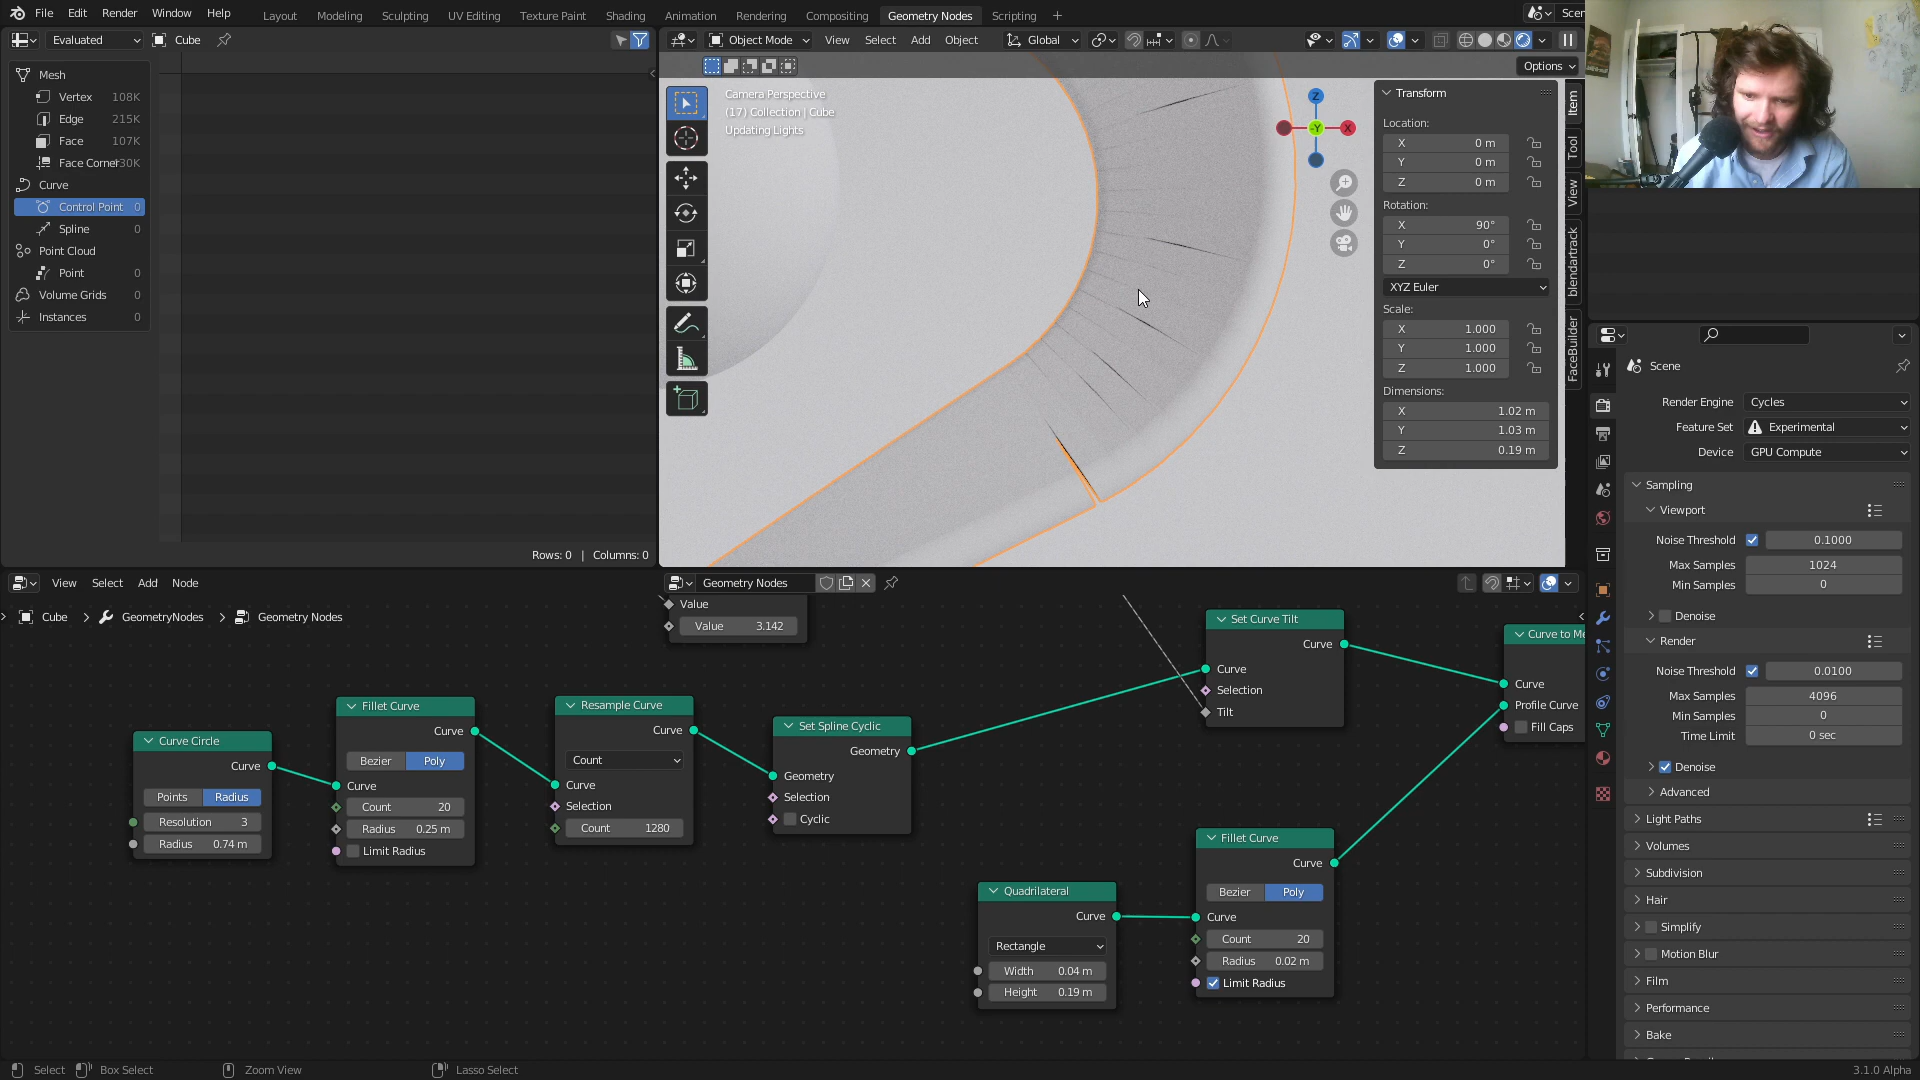 File Edit Render Window Help
Layout Modeling Sculpting UV Editing Texture Paint Shading Animation Rendering Compositing Geometry Nodes Scripting +
Evaluated Cube
Object Mode View Select Add Object Global
Options
Mesh
Vertex 108K
Edge 215K
Face 107K
Face Corner
Curve
Control Point 0
Spline 0
Point Cloud
Point 0
Volume Grids 0
Instances 0
Rows: 0 | Columns: 0
Camera Perspective
(17) Collection | Cube
Updating Lights
Z
-Y
X
Transform
Location:
X 0 m
Y 0 m
Z 0 m
Rotation:
X 90°
Y 0°
Z 0°
XYZ Euler
Scale:
X 1.000
Y 1.000
Z 1.000
Dimensions:
X 1.02 m
Y 1.03 m
Z 0.19 m
Item
Tool
View
blendartrack
FaceBuilder
View Select Add Node
Geometry Nodes
Cube > GeometryNodes > Geometry Nodes
Value
Value 3.142
Curve Circle
Curve
Points Radius
Resolution 3
Radius 0.74 m
Fillet Curve
Curve
Bezier Poly
Curve
Count 20
Radius 0.25 m
Limit Radius
Resample Curve
Curve
Count
Curve
Selection
Count 1280
Set Spline Cyclic
Geometry
Geometry
Selection
Cyclic
Set Curve Tilt
Curve
Curve
Selection
Tilt
Quadrilateral
Curve
Rectangle
Width 0.04 m
Height 0.19 m
Fillet Curve
Curve
Bezier Poly
Curve
Count 20
Radius 0.02 m
Limit Radius
Curve to Me
Curve
Profile Curve
Fill Caps
Scene
Render Engine Cycles
Feature Set Experimental
Device GPU Compute
Sampling
Viewport
Noise Threshold 0.1000
Max Samples 1024
Min Samples 0
Denoise
Render
Noise Threshold 0.0100
Max Samples 4096
Min Samples 0
Time Limit 0 sec
Denoise
Advanced
Light Paths
Volumes
Subdivision
Hair
Simplify
Motion Blur
Film
Performance
Bake
Select Box Select Zoom View Lasso Select
3.1.0 Alpha